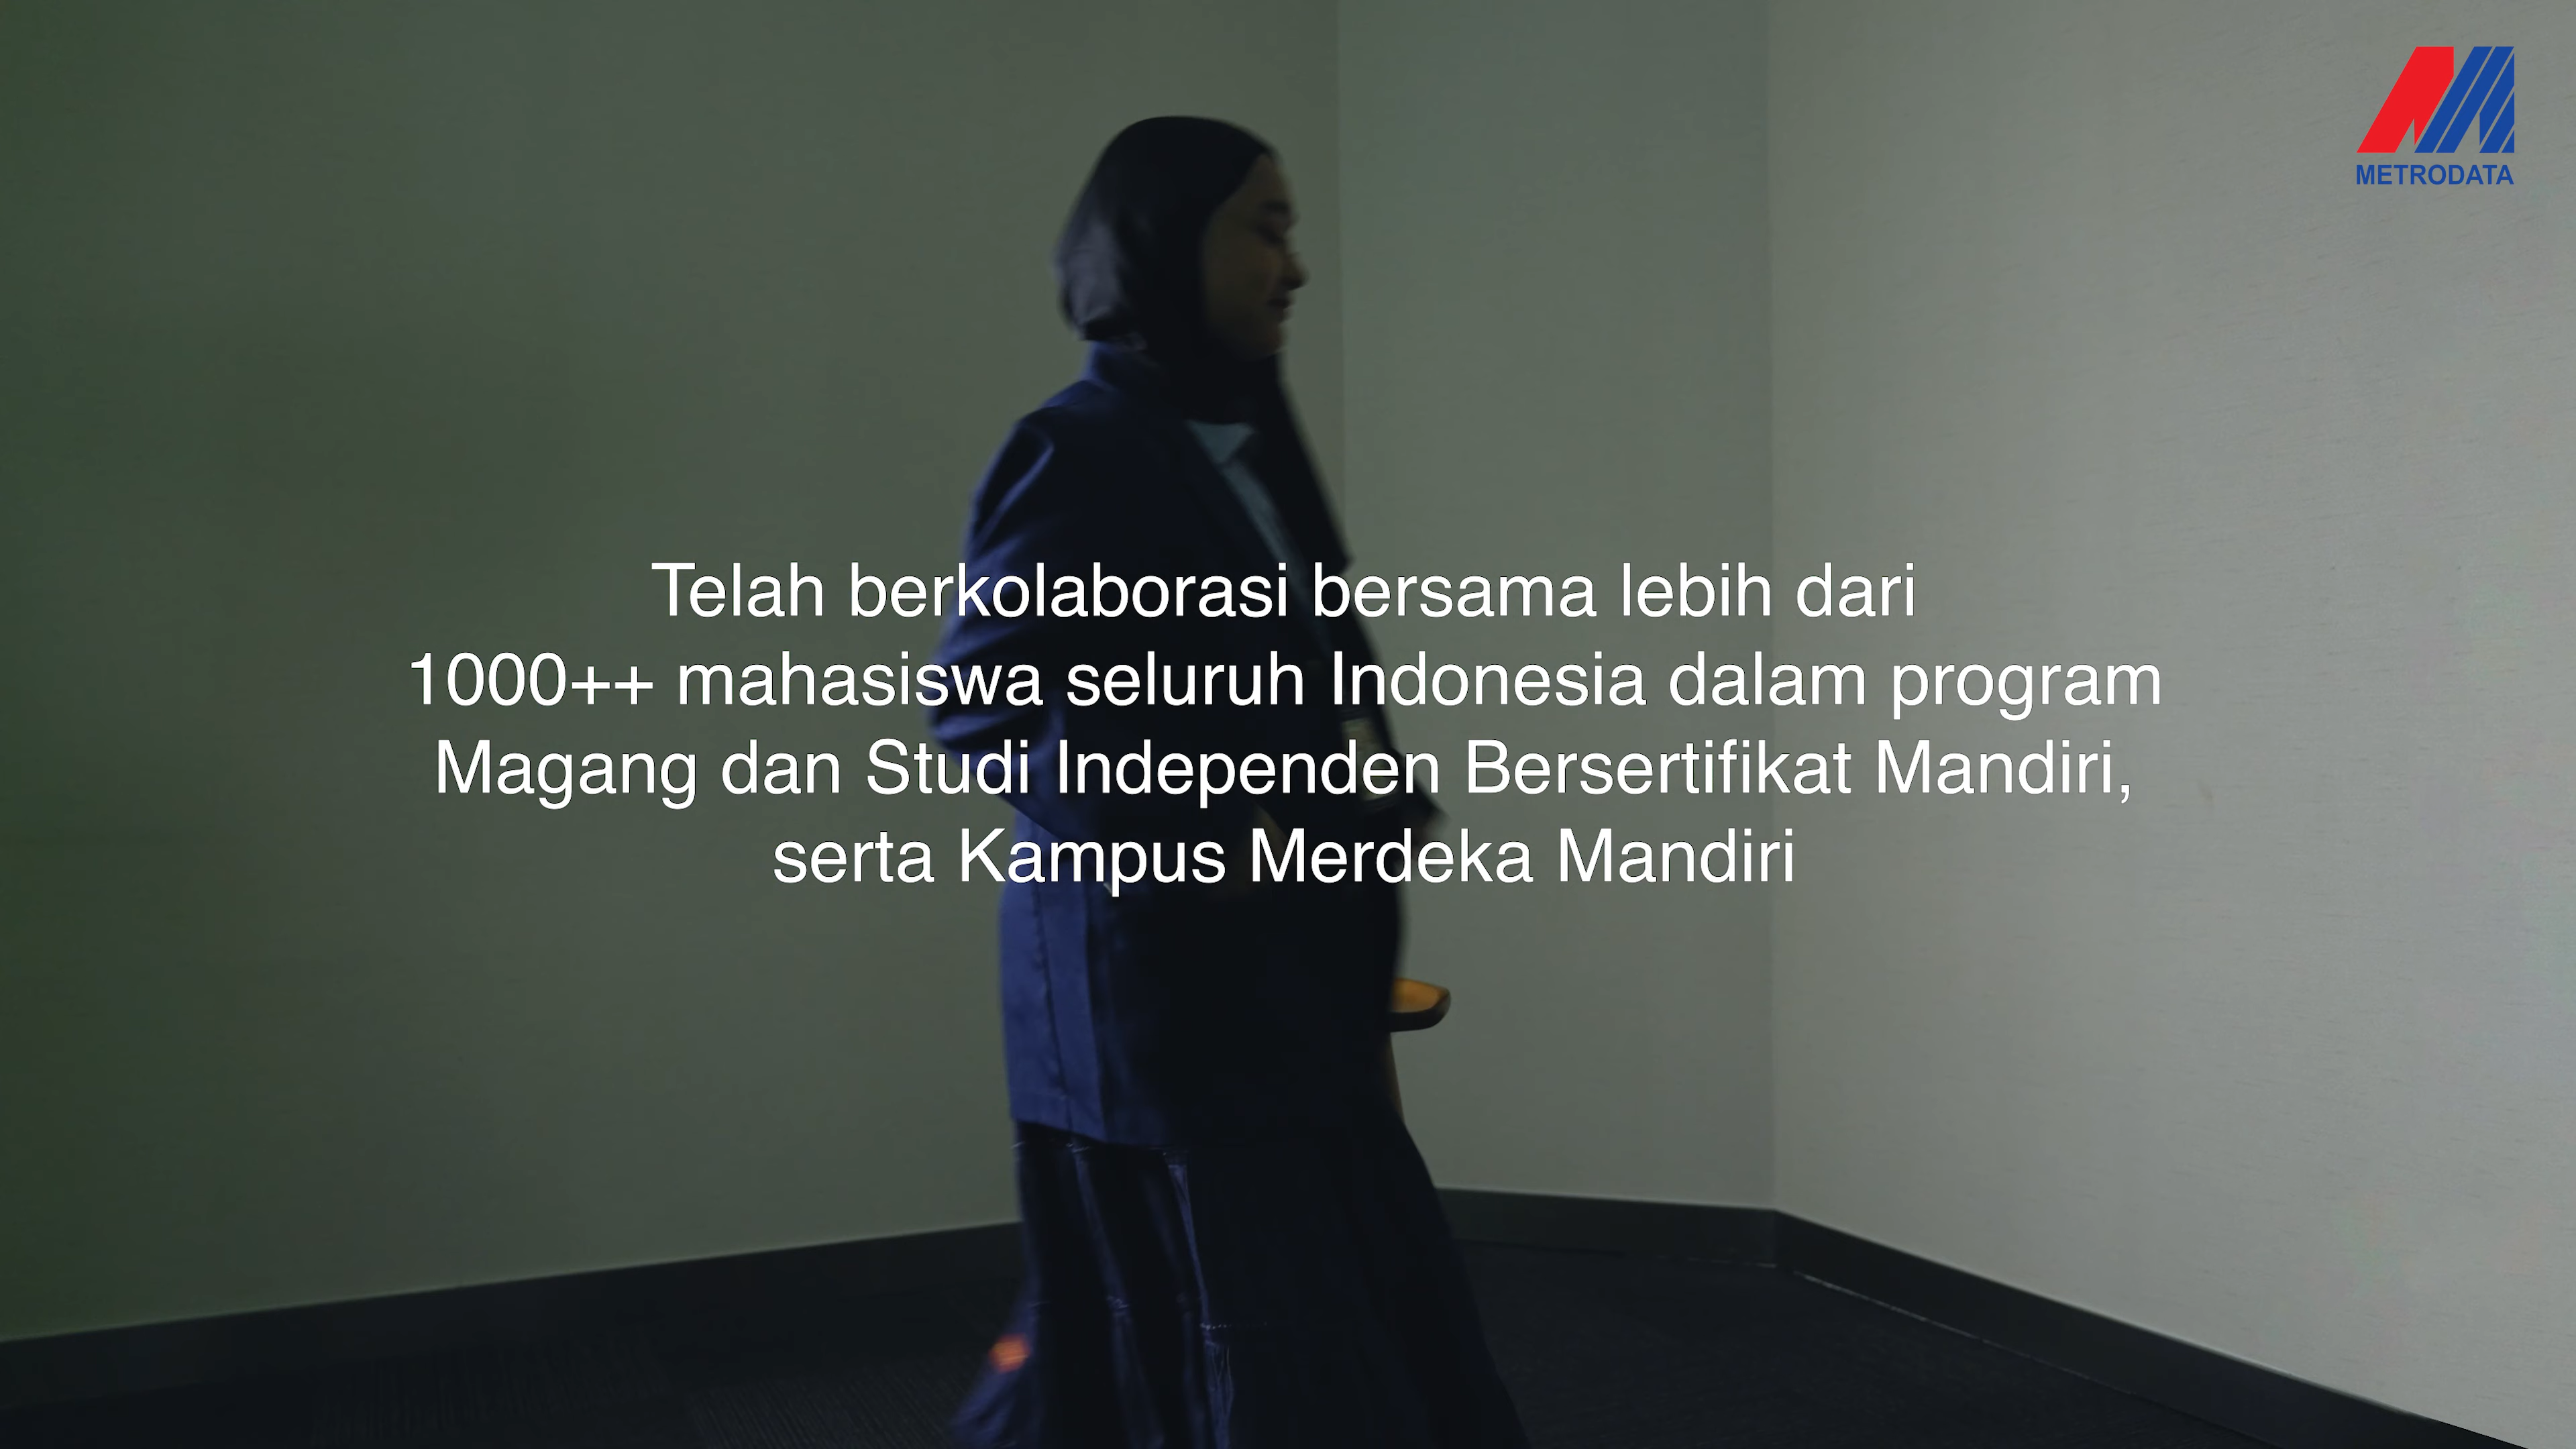 METRODATA
Telah berkolaborasi bersama lebih dari
1000++ mahasiswa seluruh Indonesia dalam program
Magang dan Studi Independen Bersertifikat Mandiri,
serta Kampus Merdeka Mandiri